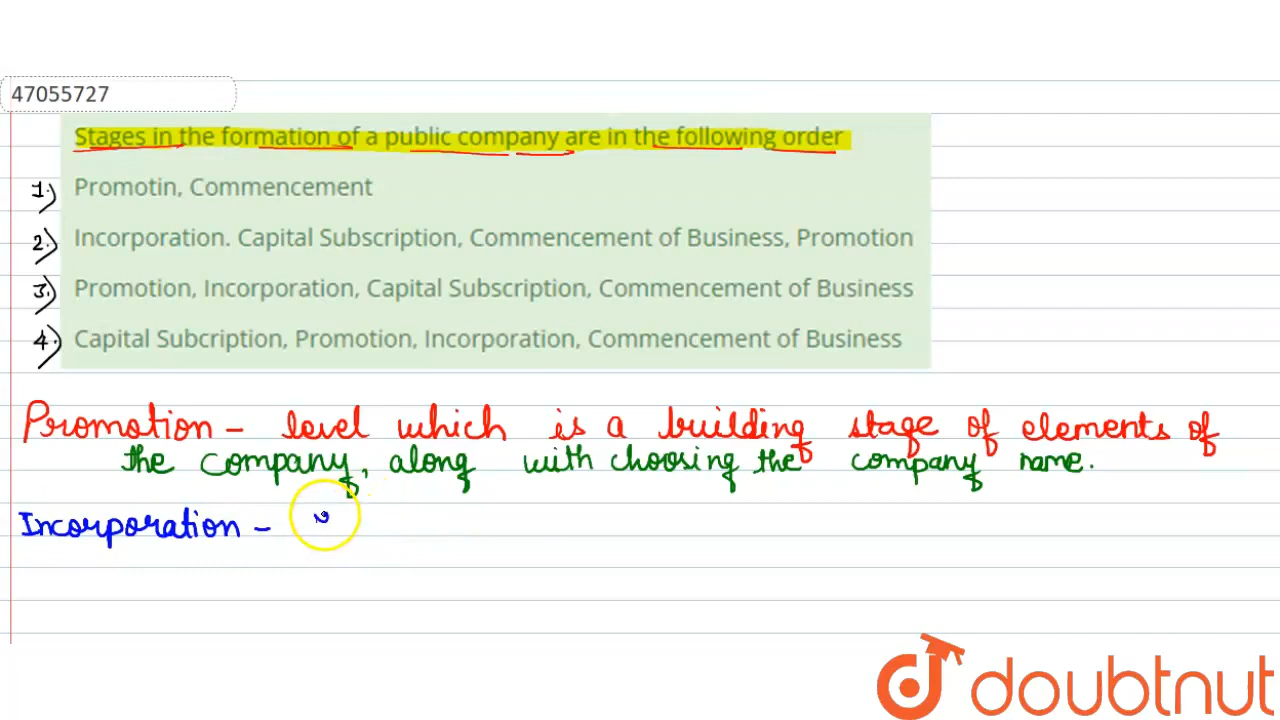 47055727
Stages in the formation of a public company are in the following order
1.) Promotin, Commencement
2.) Incorporation. Capital Subscription, Commencement of Business, Promotion
3.) Promotion, Incorporation, Capital Subscription, Commencement of Business
4.) Capital Subcription, Promotion, Incorporation, Commencement of Business
Promotion - level which is a building stage of elements of
the company, along with choosing the company name.
Incorporation -
doubtnut